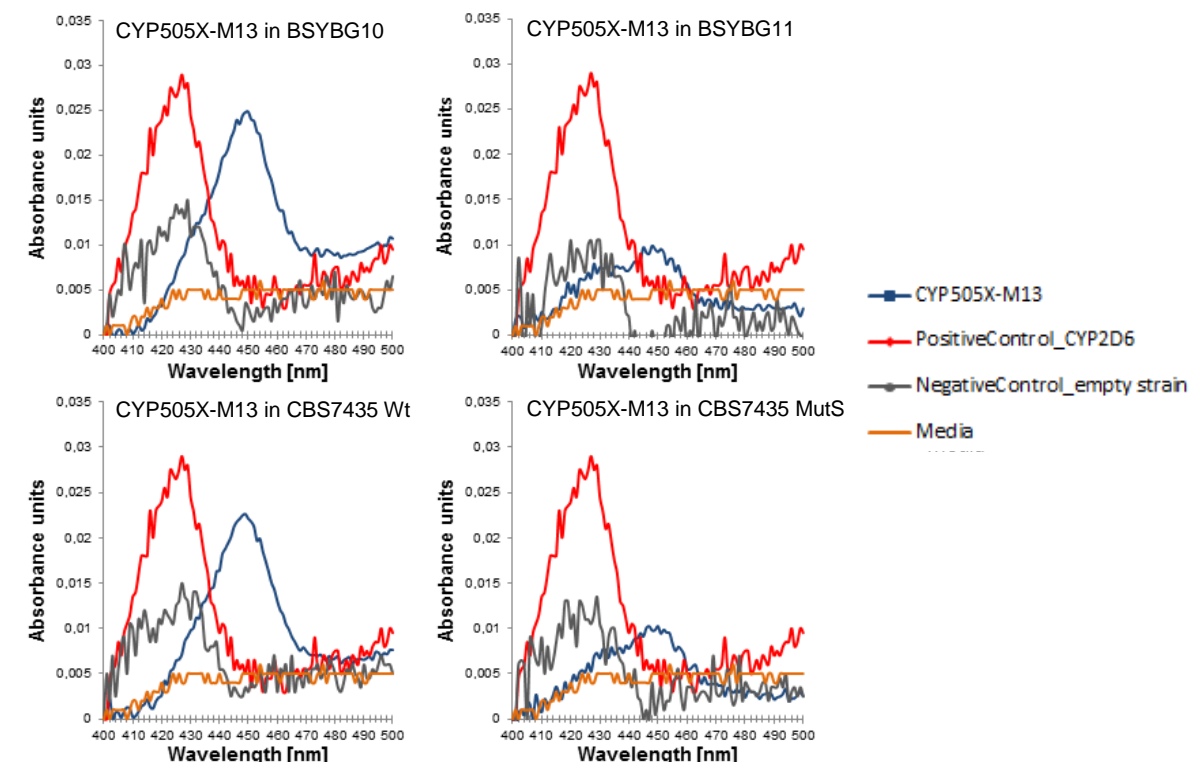 CYP505X-M13 in BSYBG10
Absorbance units
0,035
0,03
0,025
0,02
0,015
0,01
0,005
0
400 410 420 430 440 450 460 470 480 490 500
Wavelength [nm]
CYP505X-M13 in BSYBG11
Absorbance units
0,035
0,03
0,025
0,02
0,015
0,01
0,005
0
400 410 420 430 440 450 460 470 480 490 500
Wavelength [nm]
CYP505X-M13
PositiveControl_CYP2D6
NegativeControl_empty strain
Media
CYP505X-M13 in CBS7435 Wt
Absorbance units
0,035
0,03
0,025
0,02
0,015
0,01
0,005
0
400 410 420 430 440 450 460 470 480 490 500
Wavelength [nm]
CYP505X-M13 in CBS7435 MutS
Absorbance units
0,035
0,03
0,025
0,02
0,015
0,01
0,005
0
400 410 420 430 440 450 460 470 480 490 500
Wavelength [nm]